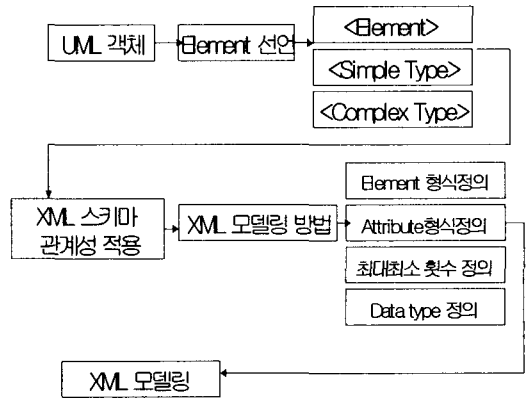 UML 객체
Element 선언
<Element>
<Simple Type>
<Complex Type>
XML 스키마
관계성 적용
XML 모델링 방법
Element 형식정의
Attribute형식정의
최대최소 횟수 정의
Data type 정의
XML 모델링